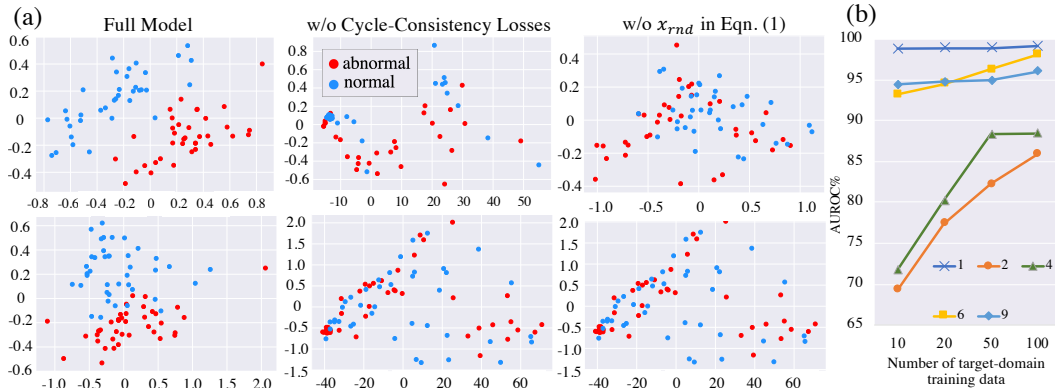 (a)
Full Model
w/o Cycle-Consistency Losses
w/o x_rnd in Eqn. (1)
(b)
abnormal
normal
0.6
0.4
0.2
0
-0.2
-0.4
-0.8 -0.6 -0.4 -0.2 0 0.2 0.4 0.6 0.8
0.8
0.6
0.4
0.2
0
-0.2
-0.4
-0.6
-10 0 10 20 30 40 50
0.4
0.2
0
-0.2
-0.4
-1.0 -0.5 0 0.5 1.0
0.6
0.4
0.2
0
-0.2
-0.4
-0.6
-1.0 -0.5 0 0.5 1.0 1.5 2.0
2.0
1.5
1.0
0.5
0
-0.5
-1.0
-1.5
-40 -20 0 20 40 60
2.0
1.5
1.0
0.5
0
-0.5
-1.0
1.5
-40 -20 0 20 40 60
100
95
90
85
80
75
70
65
AUROC%
1 2 4
6 9
10 20 50 100
Number of target-domain
training data